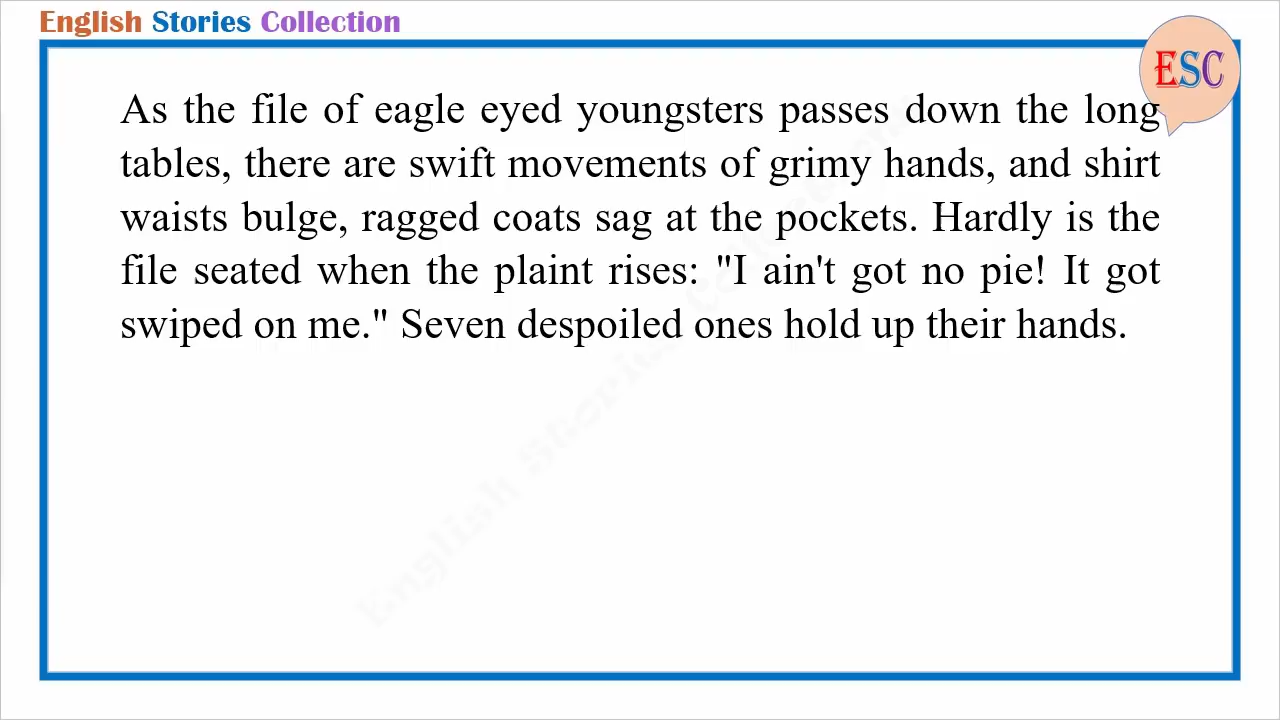 English Stories Collection
ESC
As the file of eagle eyed youngsters passes down the long
tables, there are swift movements of grimy hands, and shirt
waists bulge, ragged coats sag at the pockets. Hardly is the
file seated when the plaint rises: "I ain't got no pie! It got
swiped on me." Seven despoiled ones hold up their hands.
English Stories Collections